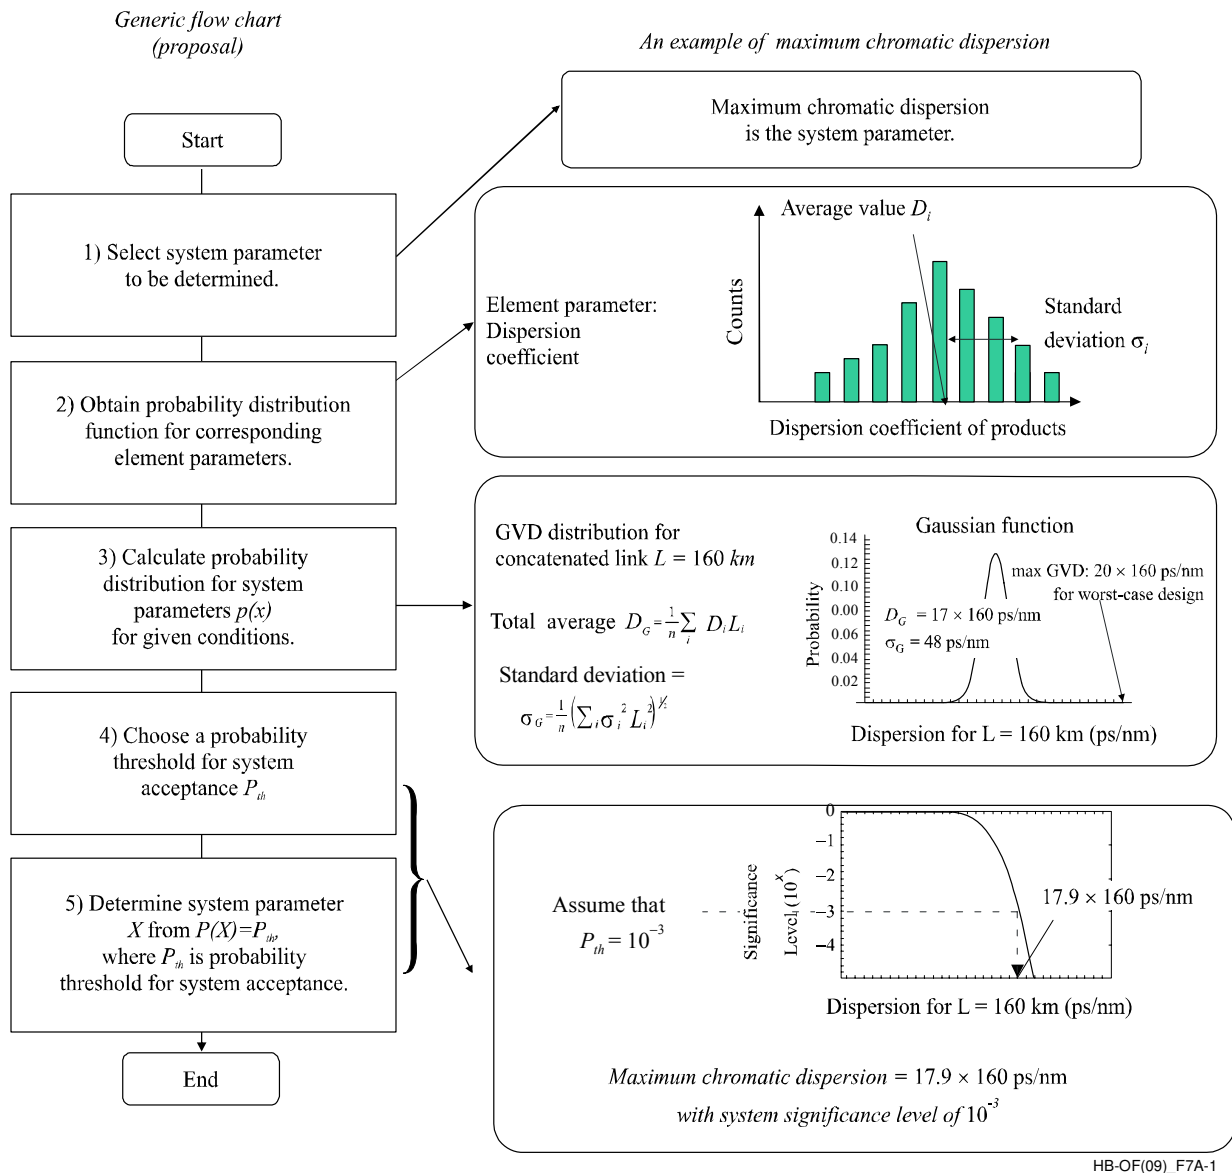 Generic flow chart
(proposal)
An example of maximum chromatic dispersion
Start
1) Select system parameter
to be determined.
2) Obtain probability distribution
function for corresponding
element parameters.
3) Calculate probability
distribution for system
parameters p(x)
for given conditions.
4) Choose a probability
threshold for system
acceptance P_th
5) Determine system parameter
X from P(X)=P_th,
where P_th is probability
threshold for system acceptance.
End
Maximum chromatic dispersion
is the system parameter.
Element parameter:
Dispersion
coefficient
Average value D_i
Counts
Standard
deviation σ_i
Dispersion coefficient of products
GVD distribution for
concatenated link L = 160 km
Total average D_G = 1/n ∑_i D_i L_i
Standard deviation =
σ_G = 1/n (∑_i σ_i^2 L_i^2)^½
Gaussian function
Probability
0.14
0.12
0.10
0.00
0.06
0.04
0.02
max GVD: 20 × 160 ps/nm
for worst-case design
D_G = 17 × 160 ps/nm
σ_G = 48 ps/nm
Dispersion for L = 160 km (ps/nm)
Assume that
P_th = 10^−3
Significance
Level (10^x)
0
−1
−2
−3
−4
17.9 × 160 ps/nm
Dispersion for L = 160 km (ps/nm)
Maximum chromatic dispersion = 17.9 × 160 ps/nm
with system significance level of 10^-3
HB-OF(09)_F7A-1